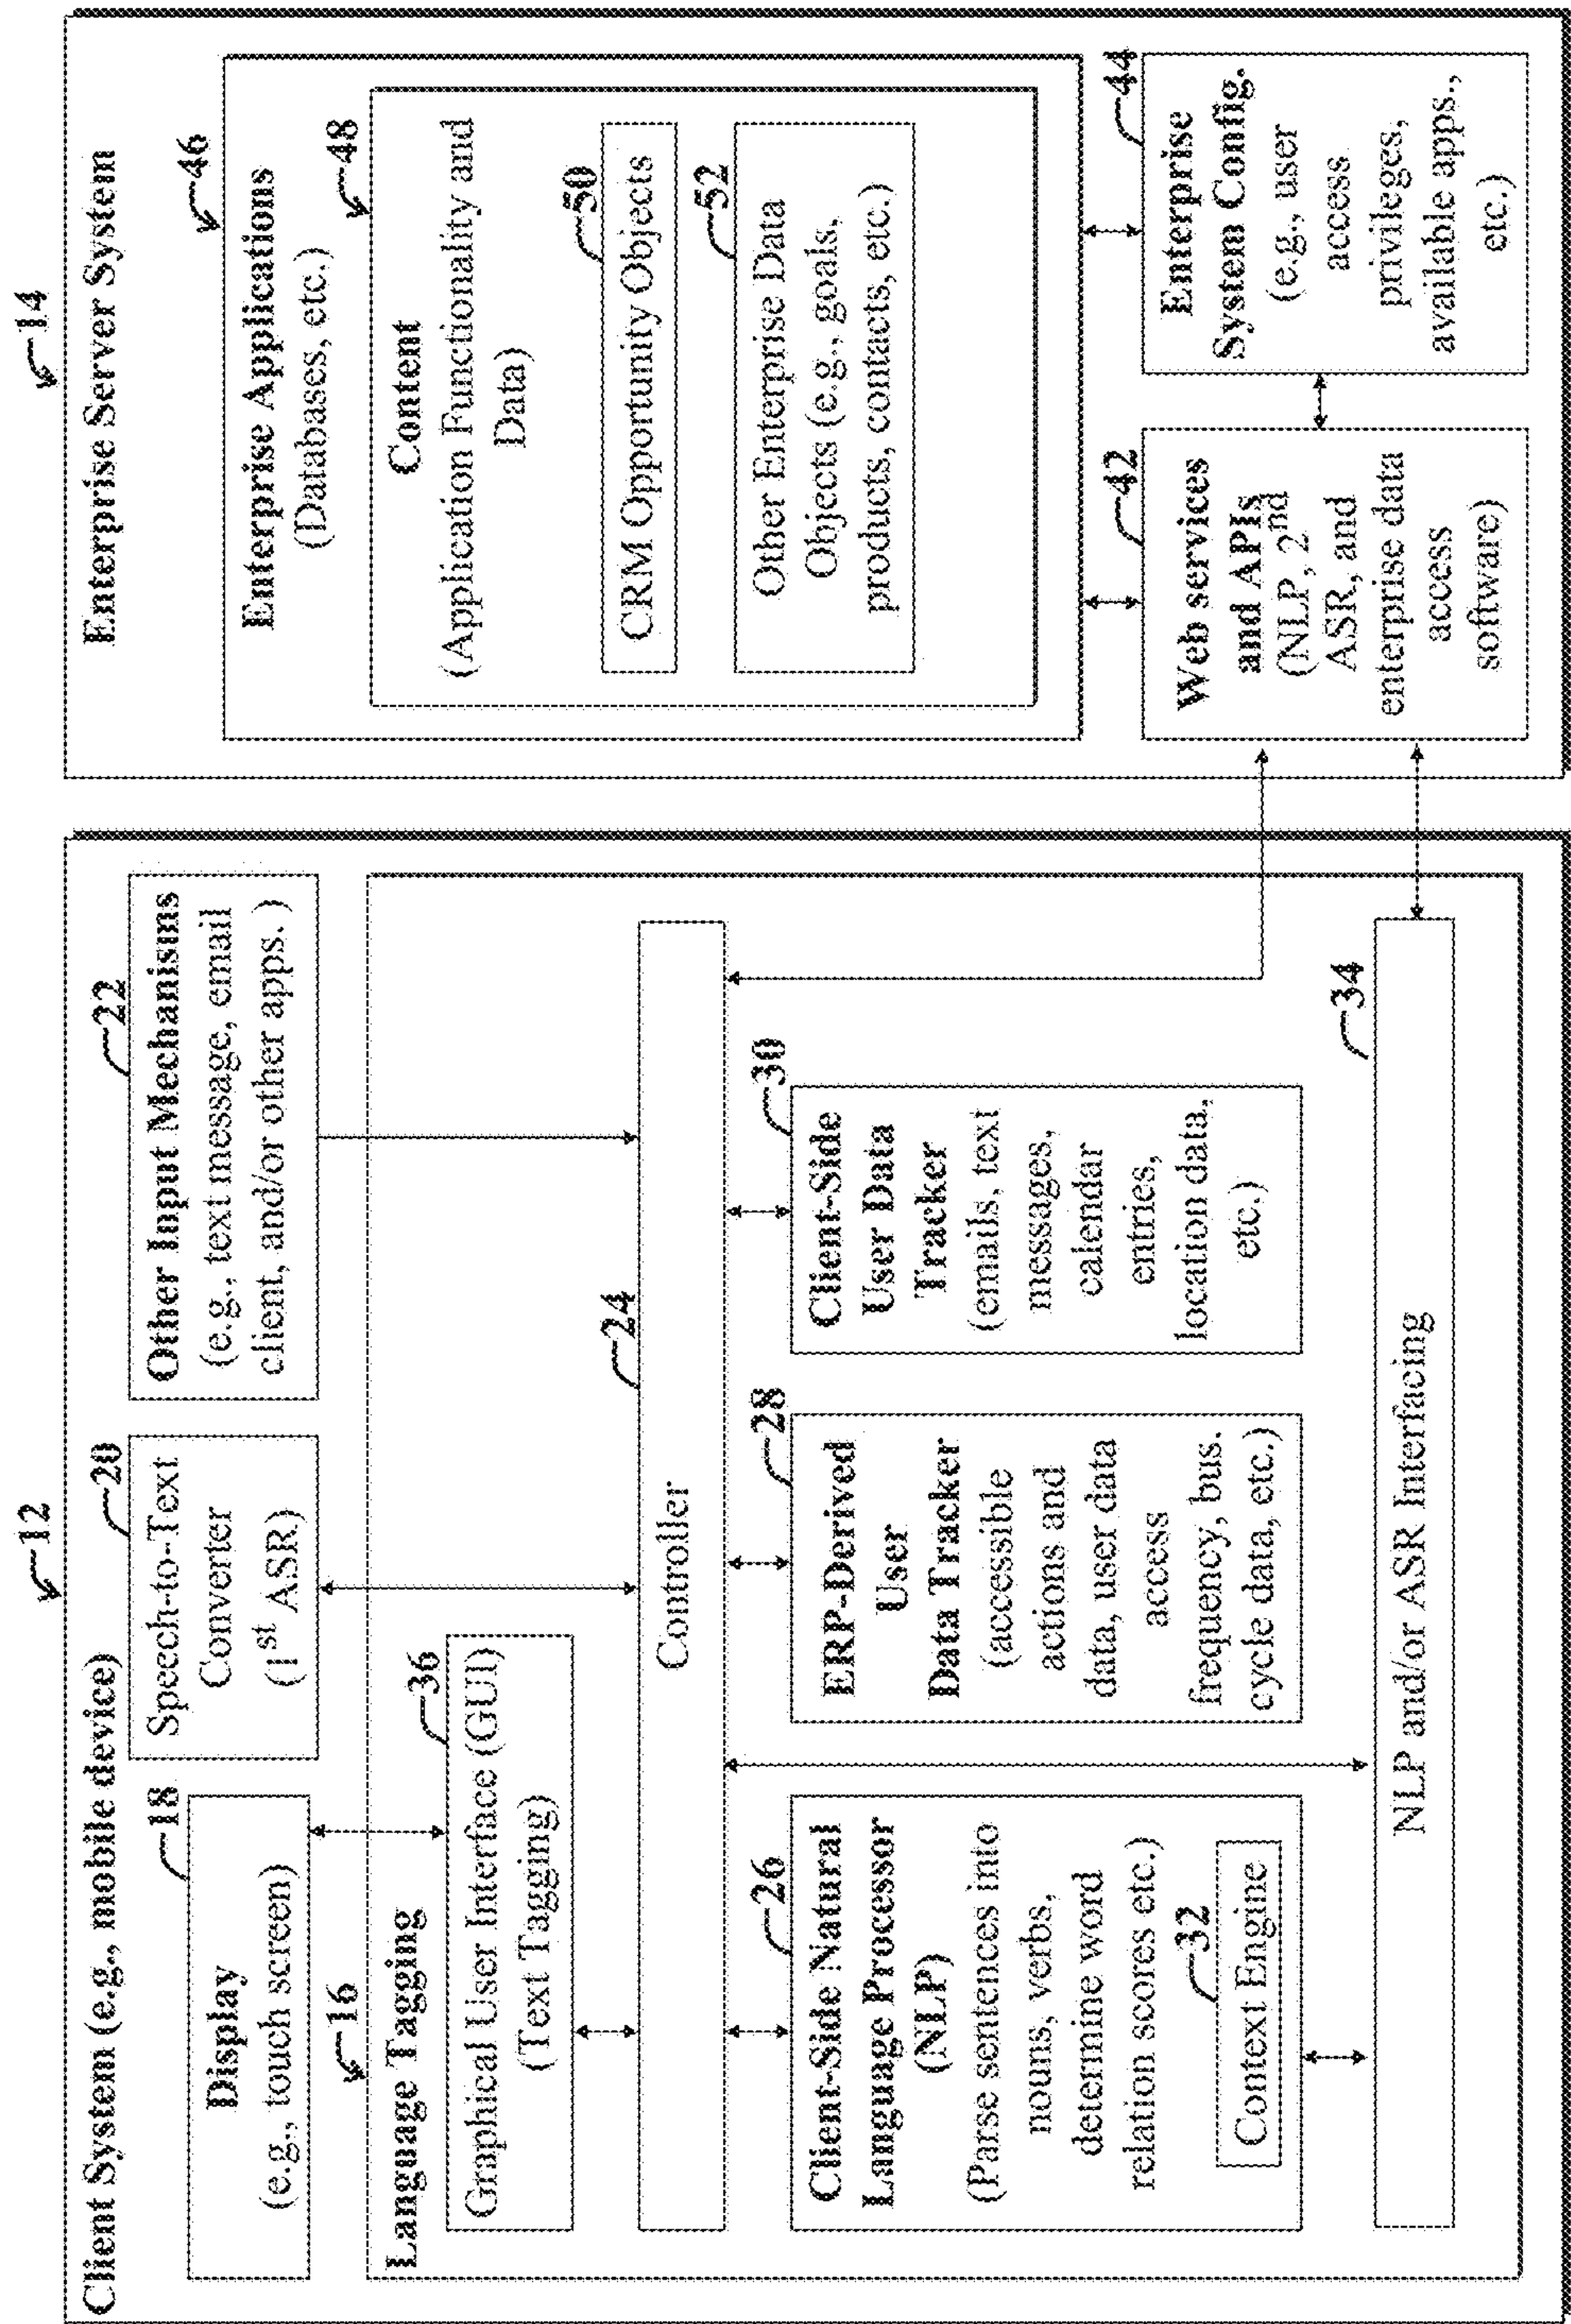 12
Client System (e.g., mobile device)
18
Display
(e.g., touch screen)
20
Speech-to-Text
Converter
(1st ASR)
22
Other Input Mechanisms
(e.g., text message, email
client, and/or other apps. )
16
Language Tagging
36
Graphical User Interface (GUI)
(Text Tagging)
24
Controller
26
Client-Side Natural
Language Processor
(NLP)
(Parse sentences into
nouns, verbs,
determine word
relation scores etc.)
32
Context Engine
28
ERP-Derived
User
Data Tracker
(accessible
actions and
data, user data
access
frequency, bus.
cycle data, etc.)
30
Client-Side
User Data
Tracker
(emails, text
messages,
calendar
entries,
location data,
etc.)
34
NLP and/or ASR Interfacing
14
Enterprise Server System
46
Enterprise Applications
(Databases, etc.)
48
Content
(Application Functionality and
Data)
50
CRM Opportunity Objects
52
Other Enterprise Data
Objects (e.g., goals,
products, contacts, etc.)
42
Web services
and APIs
(NLP, 2nd
ASR, and
enterprise data
access
software)
44
Enterprise
System Config.
(e.g., user
access
privileges,
available apps.,
etc.)